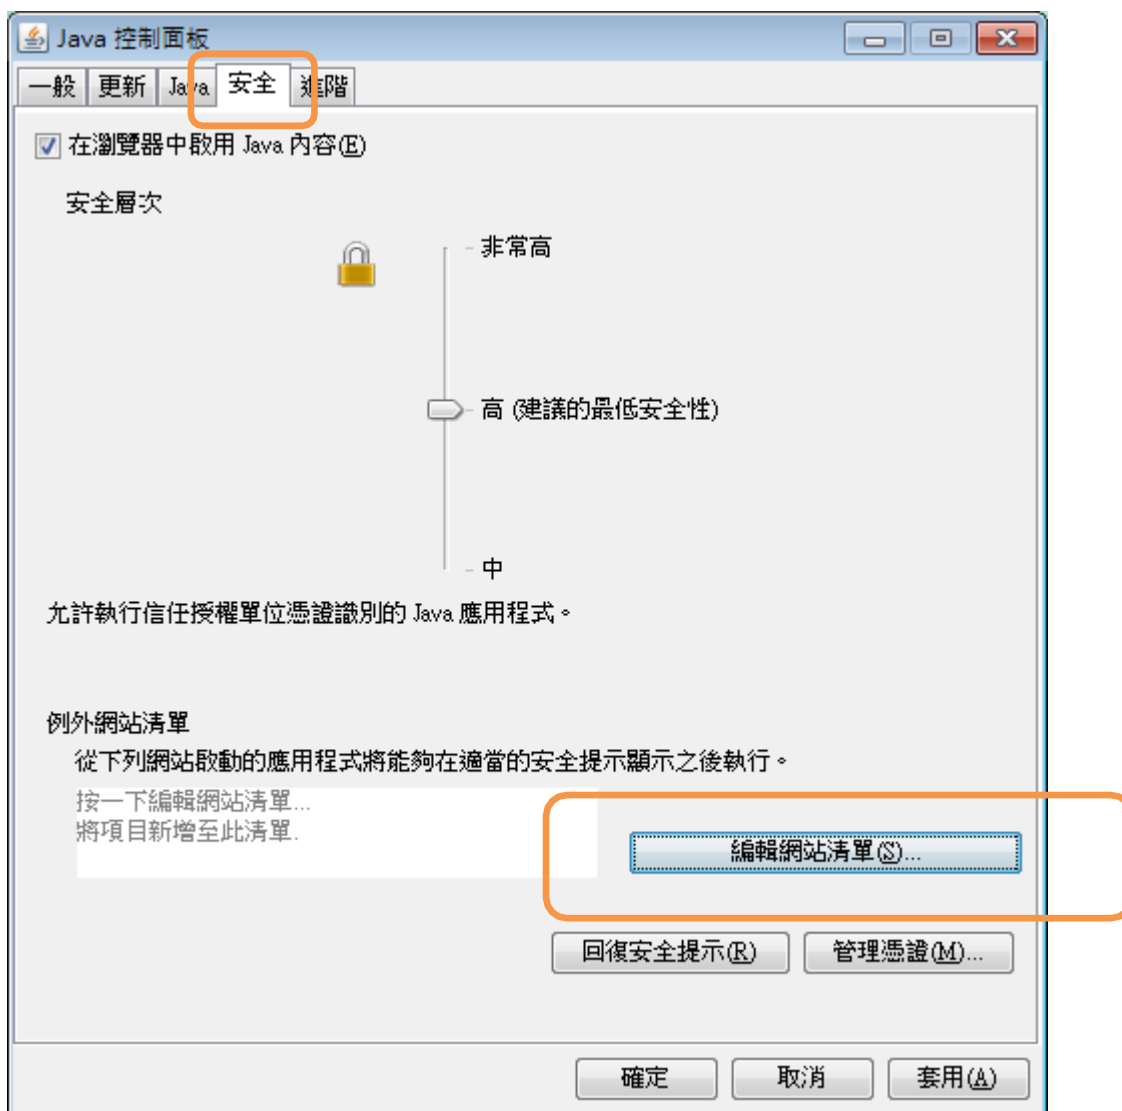 Java 控制面板
一般 更新 Java 安全 進階
在瀏覽器中啟用 Java 內容(E)
安全層次
非常高
高 (建議的最低安全性)
中
允許執行信任授權單位憑證識別的 Java 應用程式。
例外網站清單
從下列網站啟動的應用程式將能夠在適當的安全提示顯示之後執行。
按一下編輯網站清單...
將項目新增至此清單.
編輯網站清單(S)...
回復安全提示(R) 管理憑證(M)...
確定 取消 套用(A)